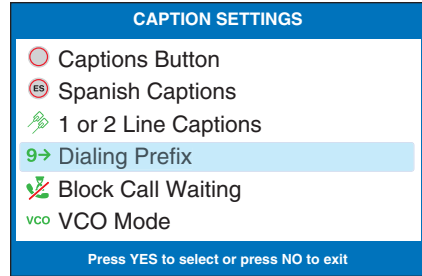 CAPTION SETTINGS
Captions Button
ES Spanish Captions
1 or 2 Line Captions
9→ Dialing Prefix
Block Call Waiting
VCO VCO Mode
Press YES to select or press NO to exit